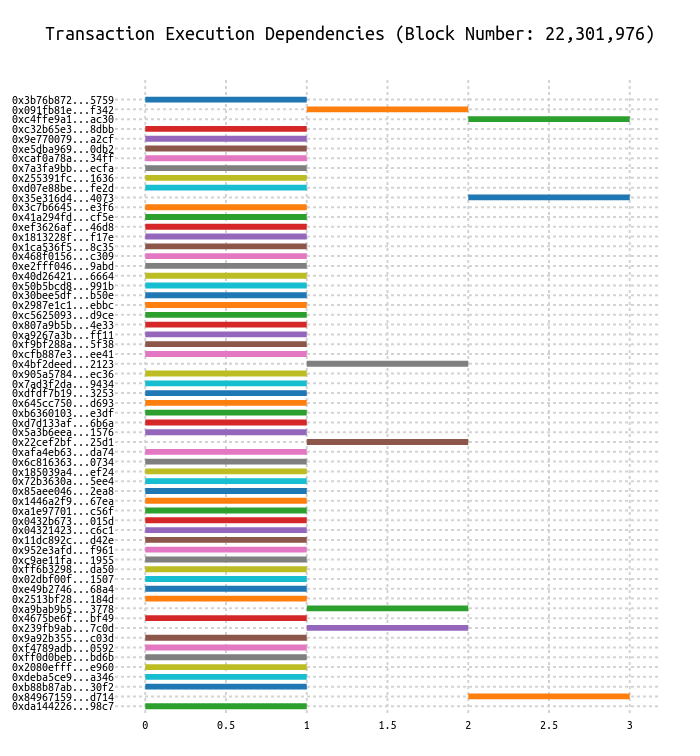 Transaction Execution Dependencies (Block Number: 22,301,976)
0x3b76b872...5759
0x091fb81e...f342
0xc4ffe9a1...ac30
0xc32b65e3...8dbb
0x9e770079...a2cf
0xe5dba969...0db2
0xcaf0a78a...34ff
0x7a3fa9bb...ecfa
0x255391fc...1636
0xd07e88be...fe2d
0x35e316d4...4073
0x3c7b6645...e3f6
0x41a294fd...cf5e
0xef3626af...46d8
0x1813228f...f17e
0x1ca536f5...8c35
0x468f0156...c309
0xe2fff046...9abd
0x40d26421...6664
0x50b5bcd8...991b
0x30bee5df...b50e
0x2987e1c1...ebbc
0xc5625093...d9ce
0x807a9b5b...4e33
0xa9267a3b...ff11
0xf9bf288a...5f38
0xcfb887e3...ee41
0x4bf2deed...2123
0x905a5784...ec36
0x7ad3f2da...9434
0xdfdf7b19...3253
0x645cc750...d693
0xb6360103...e3df
0xd7d133af...6b6a
0x5a3b6eea...1576
0x22cef2bf...25d1
0xafa4eb63...da74
0x6c816363...0734
0x185039a4...ef24
0x72b3630a...5ee4
0x85aee046...2ea8
0x1446a2f9...67ea
0xa1e97701...c56f
0x0432b673...015d
0x04321423...c6c1
0x11dc892c...d42e
0x952e3afd...f961
0xc9ae11fa...1955
0xff6b3298...da50
0x02dbf00f...1507
0xe49b2746...68a4
0x2513bf28...184d
0xa9bab9b5...3778
0x4675be6f...bf49
0x239fb9ab...7c0d
0x9a92b355...c03d
0xf4789adb...0592
0xff0d0beb...bd6b
0x2080efff...e960
0xdeba5ce9...a346
0xb88b87ab...30f2
0x84967159...d714
0xda144226...98c7
0 0.5 1 1.5 2 2.5 3